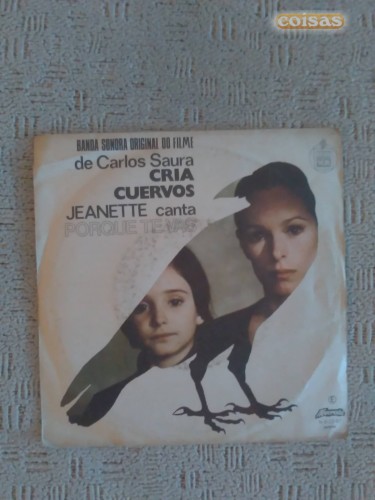 coisas
BANDA SONORA ORIGINAL DO FILME
de Carlos Saura
CRIA
CUERVOS
JEANETTE canta
PORQUE TE VAS